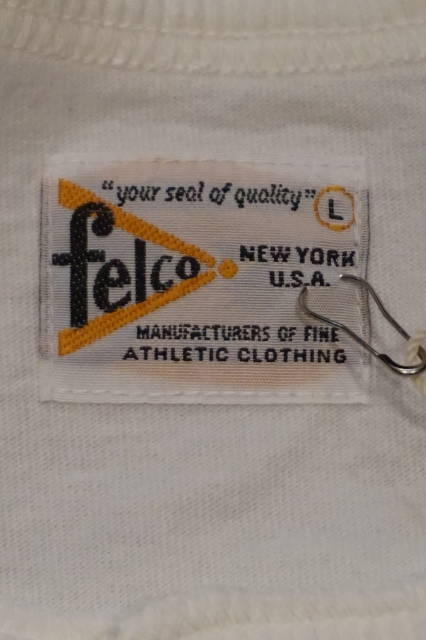 "your seal of quality" L
felco
NEW YORK
U.S.A.
MANUFACTURERS OF FINE
ATHLETIC CLOTHING